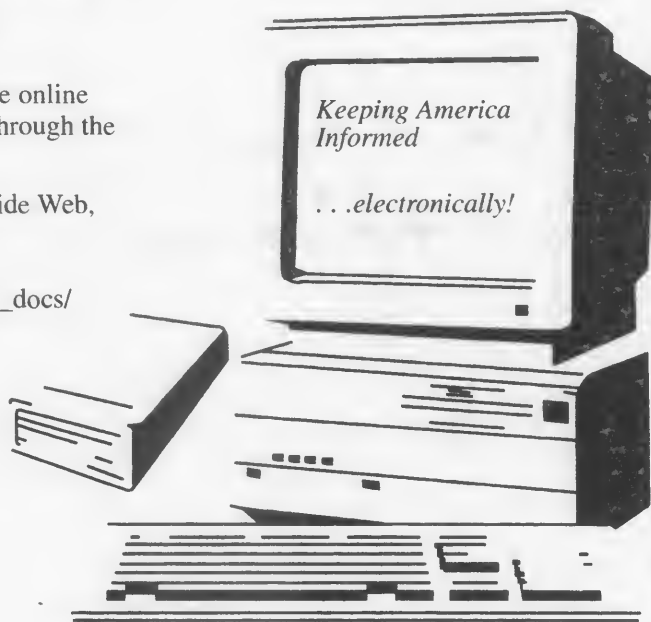 e online
hrough the
ide Web,
_docs/
Keeping America
Informed
. . .electronically!